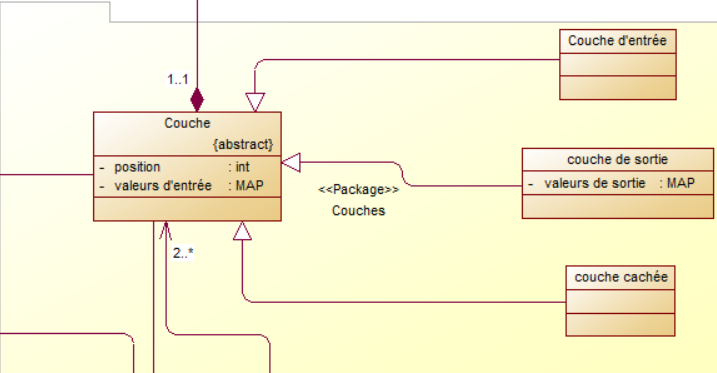 Couche d'entrée
1..1
Couche
{abstract}
- position : int
- valeurs d'entrée : MAP
couche de sortie
- valeurs de sortie : MAP
<<Package>>
Couches
2..*
couche cachée